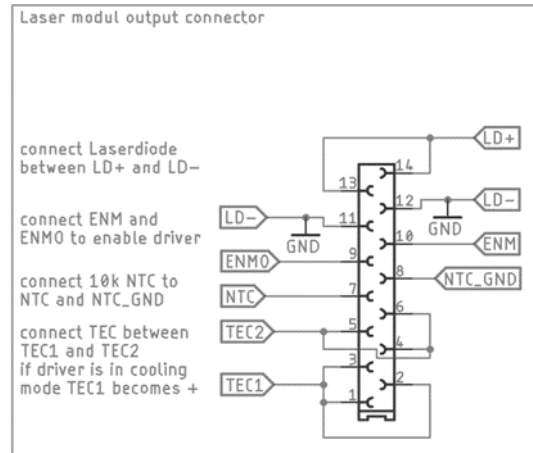 Laser modul output connector
connect Laserdiode
between LD+ and LD-
connect ENM and
ENMO to enable driver
connect 10k NTC to
NTC and NTC_GND
connect TEC between
TEC1 and TEC2
if driver is in cooling
mode TEC1 becomes +
LD+
14
13
LD-
12
LD-
11
GND
GND
10
ENM
ENMO
9
8
NTC_GND
NTC
7
6
TEC2
5
4
3
TEC1
2
1